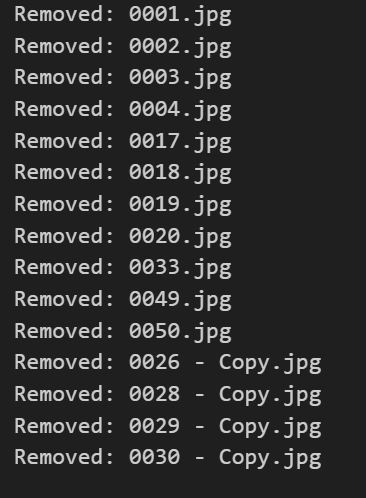 Removed: 0001.jpg
Removed: 0002.jpg
Removed: 0003.jpg
Removed: 0004.jpg
Removed: 0017.jpg
Removed: 0018.jpg
Removed: 0019.jpg
Removed: 0020.jpg
Removed: 0033.jpg
Removed: 0049.jpg
Removed: 0050.jpg
Removed: 0026 - Copy.jpg
Removed: 0028 - Copy.jpg
Removed: 0029 - Copy.jpg
Removed: 0030 - Copy.jpg